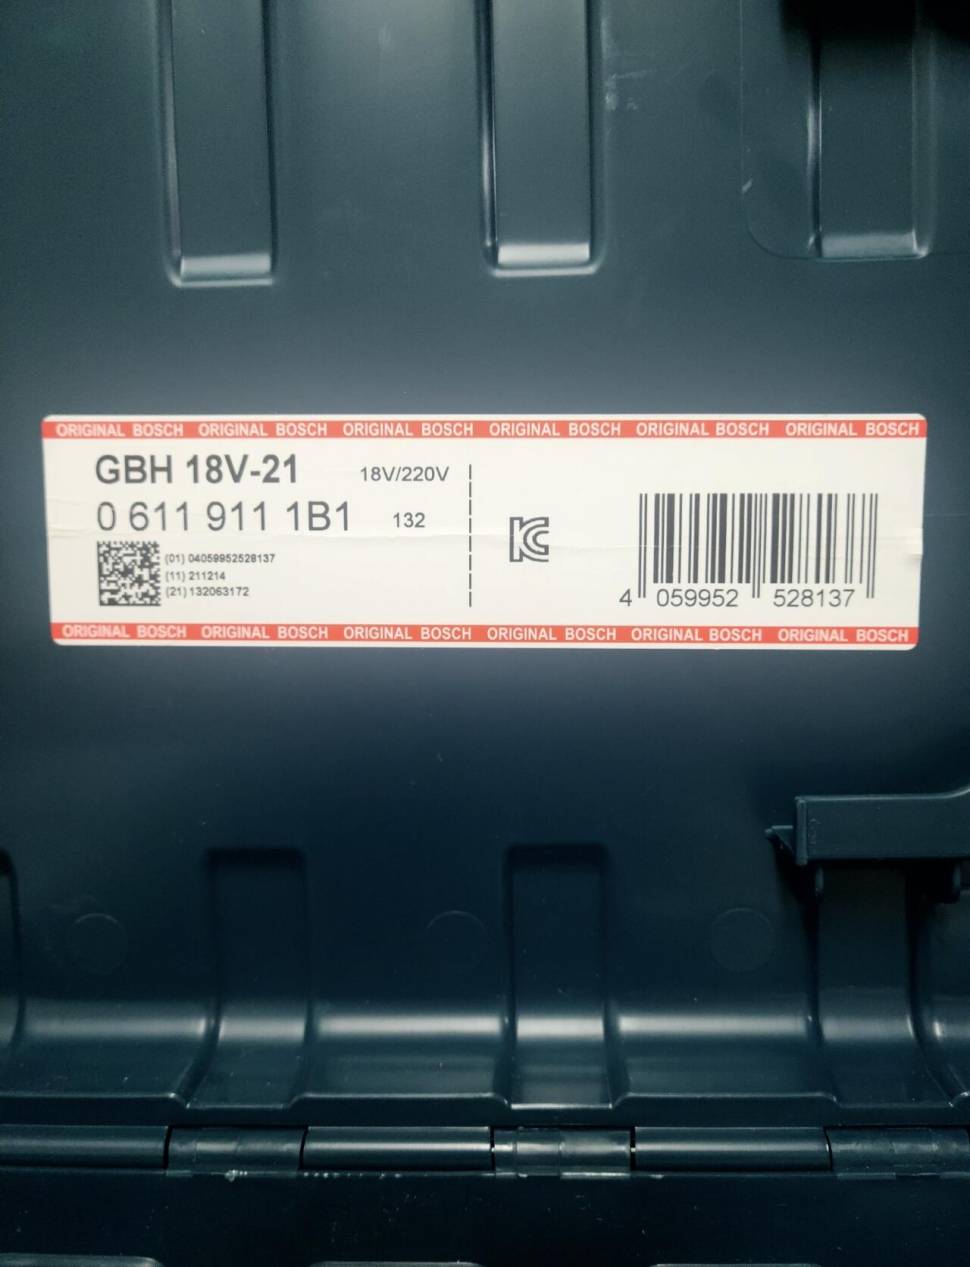 ORIGINAL BOSCH ORIGINAL BOSCH ORIGINAL BOSCH ORIGINAL BOSCH ORIGINAL BOSCH ORIGINAL BOSCH
GBH 18V-21 18V/220V
0 611 911 1B1 132
(01) 04059952528137
(11) 211214
(21) 132063172
4 059952 528137
ORIGINAL BOSCH ORIGINAL BOSCH ORIGINAL BOSCH ORIGINAL BOSCH ORIGINAL BOSCH ORIGINAL BOSCH